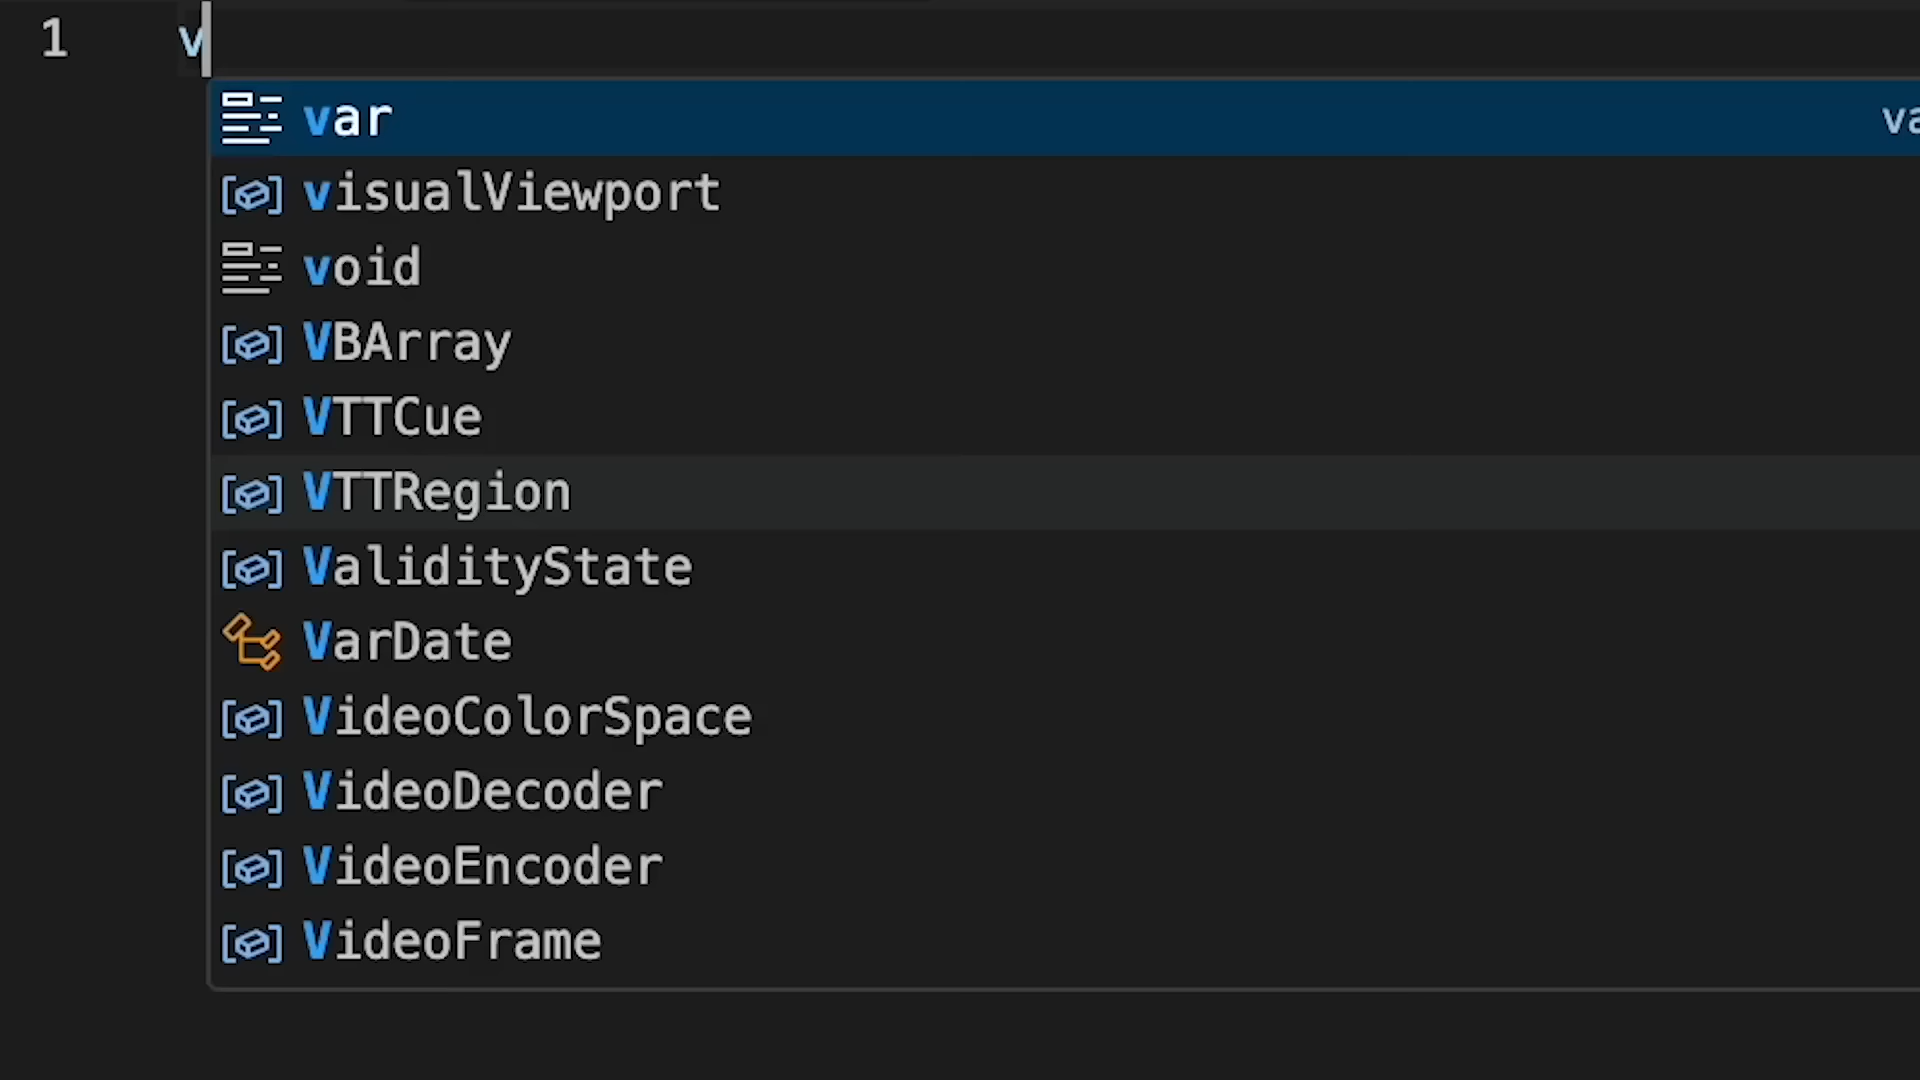 1 v
var va
visualViewport
void
VBArray
VTTCue
VTTRegion
ValidityState
VarDate
VideoColorSpace
VideoDecoder
VideoEncoder
VideoFrame